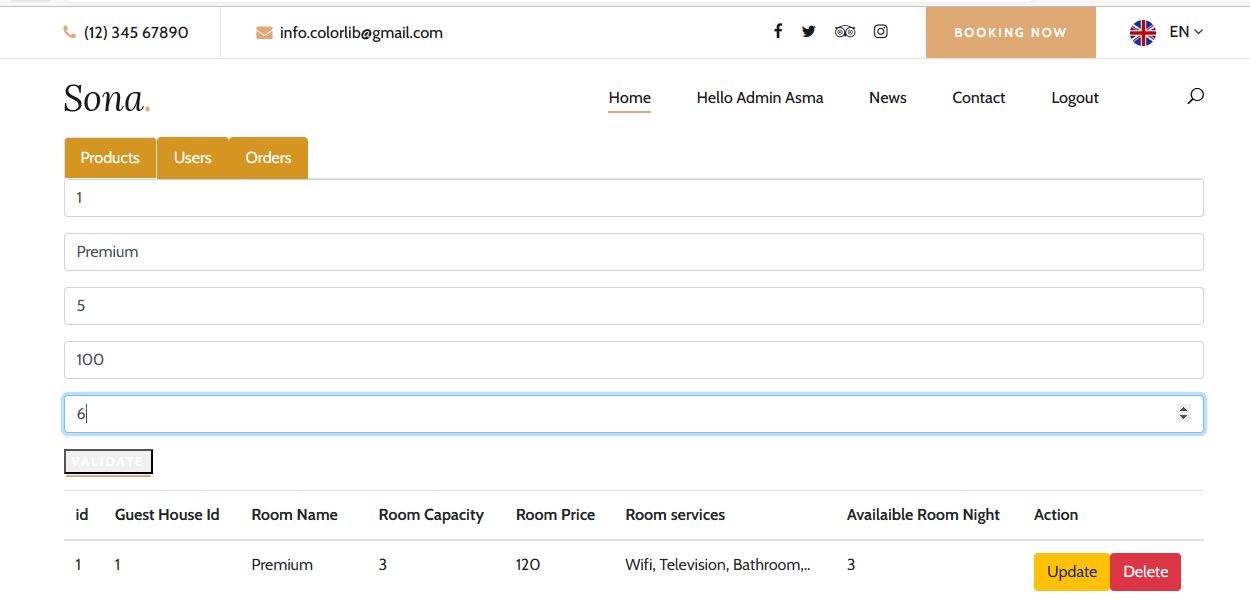 (12) 345 67890 info.colorlib@gmail.com BOOKING NOW EN
Sona. Home Hello Admin Asma News Contact Logout
Products Users Orders
1
Premium
5
100
6
VALIDATE
id Guest House Id Room Name Room Capacity Room Price Room services Availaible Room Night Action
1 1 Premium 3 120 Wifi, Television, Bathroom,.. 3 Update Delete